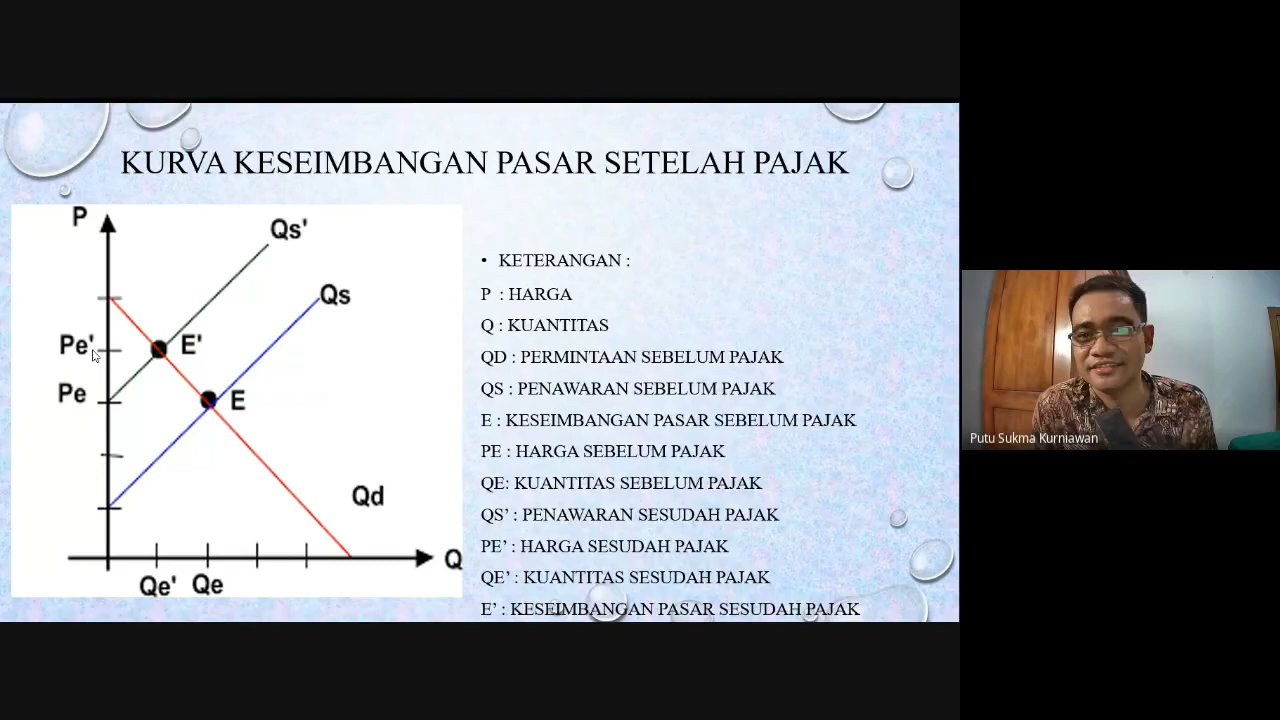 KURVA KESEIMBANGAN PASAR SETELAH PAJAK
P
Qs'
Qs
Pe'
E'
Pe
E
Qd
Q
Qe' Qe
• KETERANGAN :
P : HARGA
Q : KUANTITAS
QD : PERMINTAAN SEBELUM PAJAK
QS : PENAWARAN SEBELUM PAJAK
E : KESEIMBANGAN PASAR SEBELUM PAJAK
PE : HARGA SEBELUM PAJAK
QE: KUANTITAS SEBELUM PAJAK
QS’ : PENAWARAN SESUDAH PAJAK
PE’ : HARGA SESUDAH PAJAK
QE’ : KUANTITAS SESUDAH PAJAK
E’ : KESEIMBANGAN PASAR SESUDAH PAJAK
Putu Sukma Kurniawan